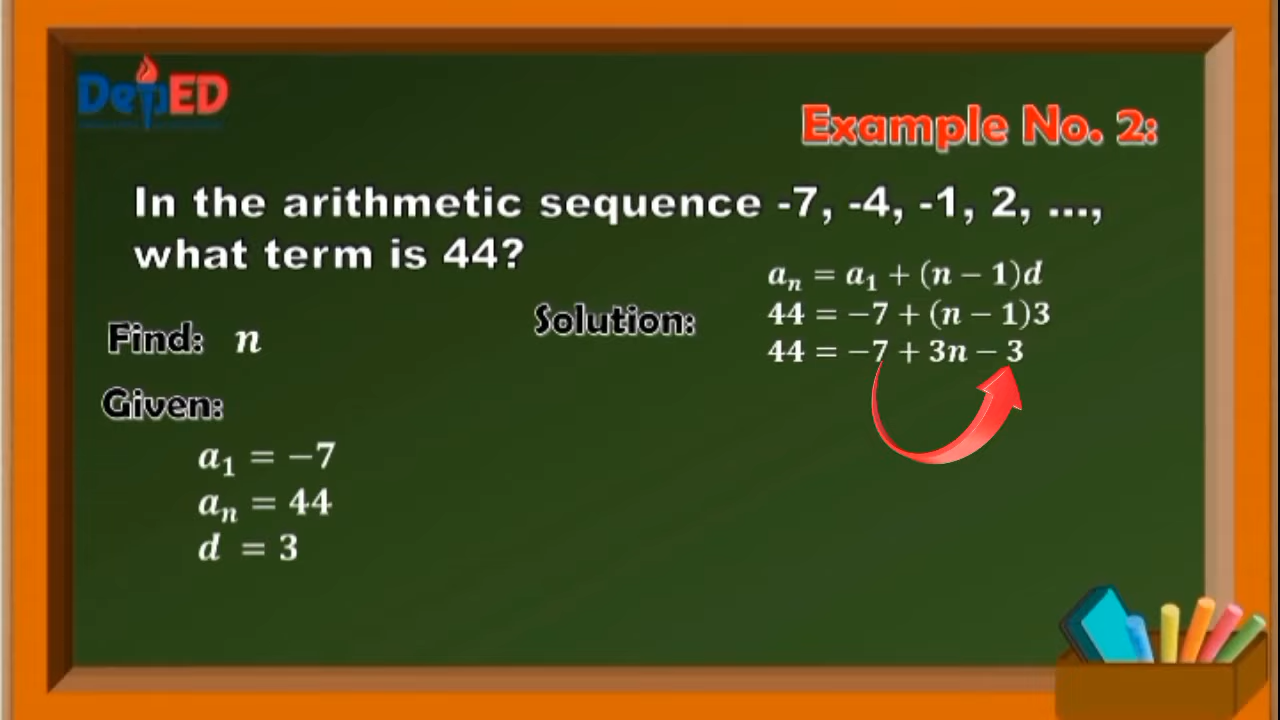 DepED
Example No. 2:
In the arithmetic sequence -7, -4, -1, 2, ...,
what term is 44?
Find: n
Solution:
aₙ = a₁ + (n − 1)d
44 = −7 + (n − 1)3
44 = −7 + 3n − 3
Given:
a₁ = −7
aₙ = 44
d = 3